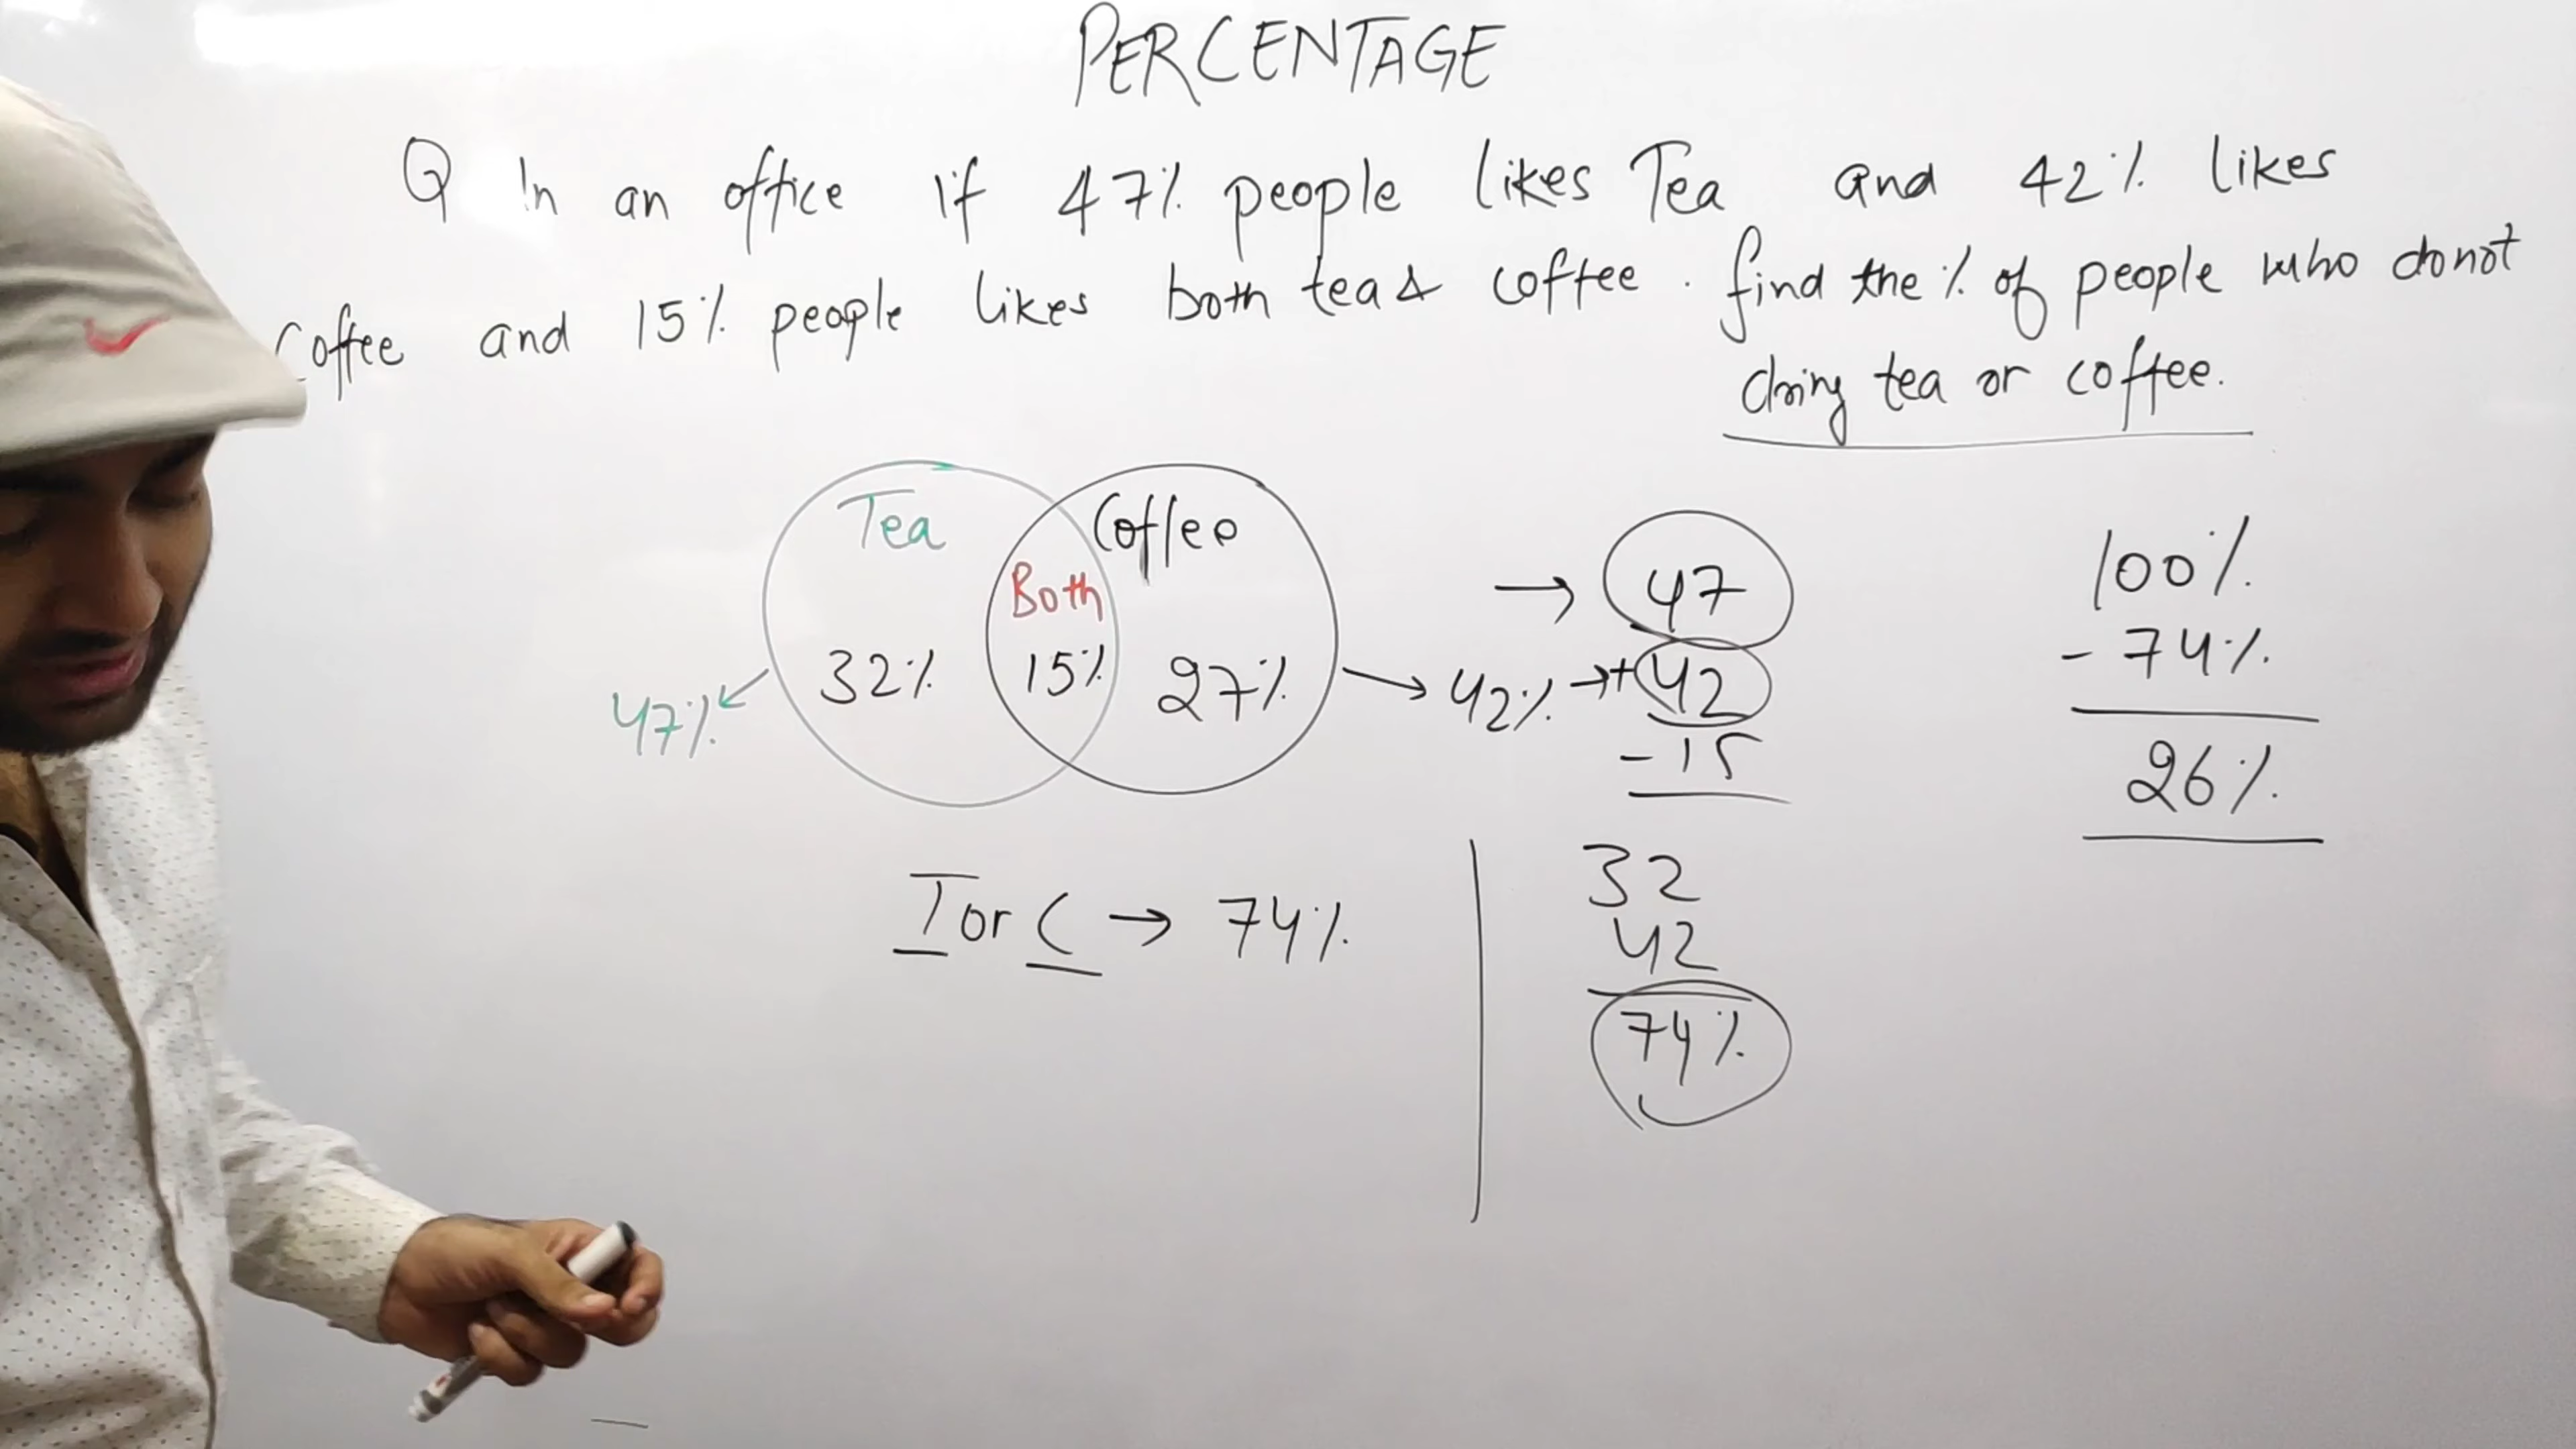 PERCENTAGE
Q In an office if 47% people likes Tea and 42% likes
Coffee and 15% people likes both tea & coffee. find the % of people who donot
dring tea or coffee.
Tea
Coffee
Both
32%
15%
27%
47%
42%
→ 47
→ + 42
- 15
32
42
74%
T or C → 74%
100%
- 74%
26%